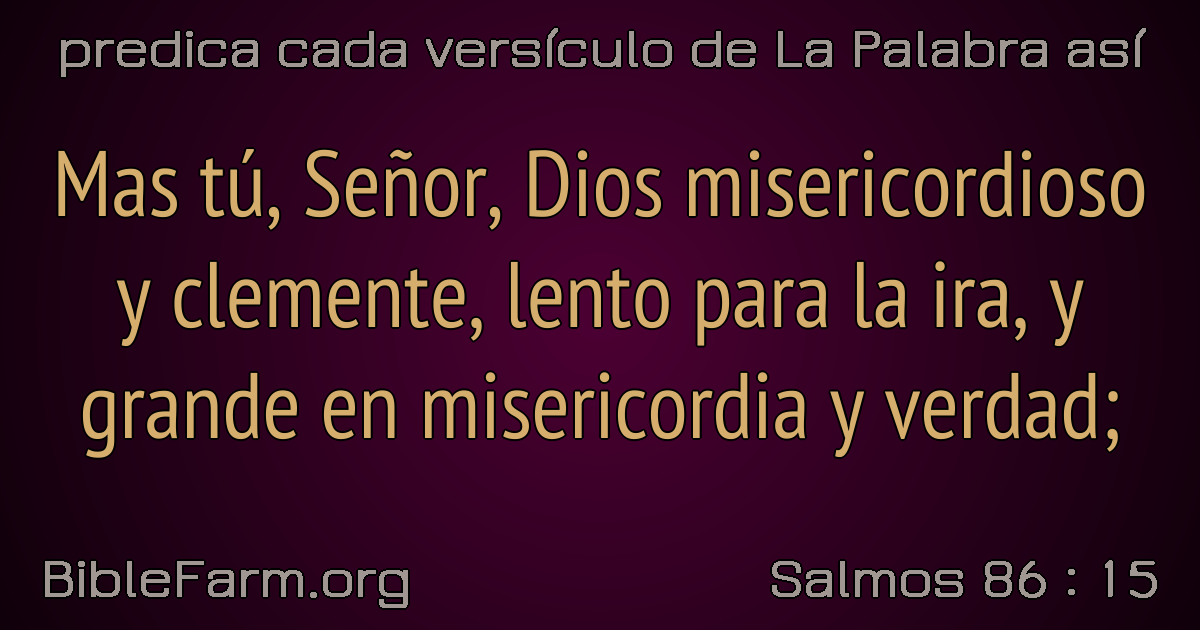 predica cada versículo de La Palabra así
Mas tú, Señor, Dios misericordioso
y clemente, lento para la ira, y
grande en misericordia y verdad;
BibleFarm.org
Salmos 86 : 15